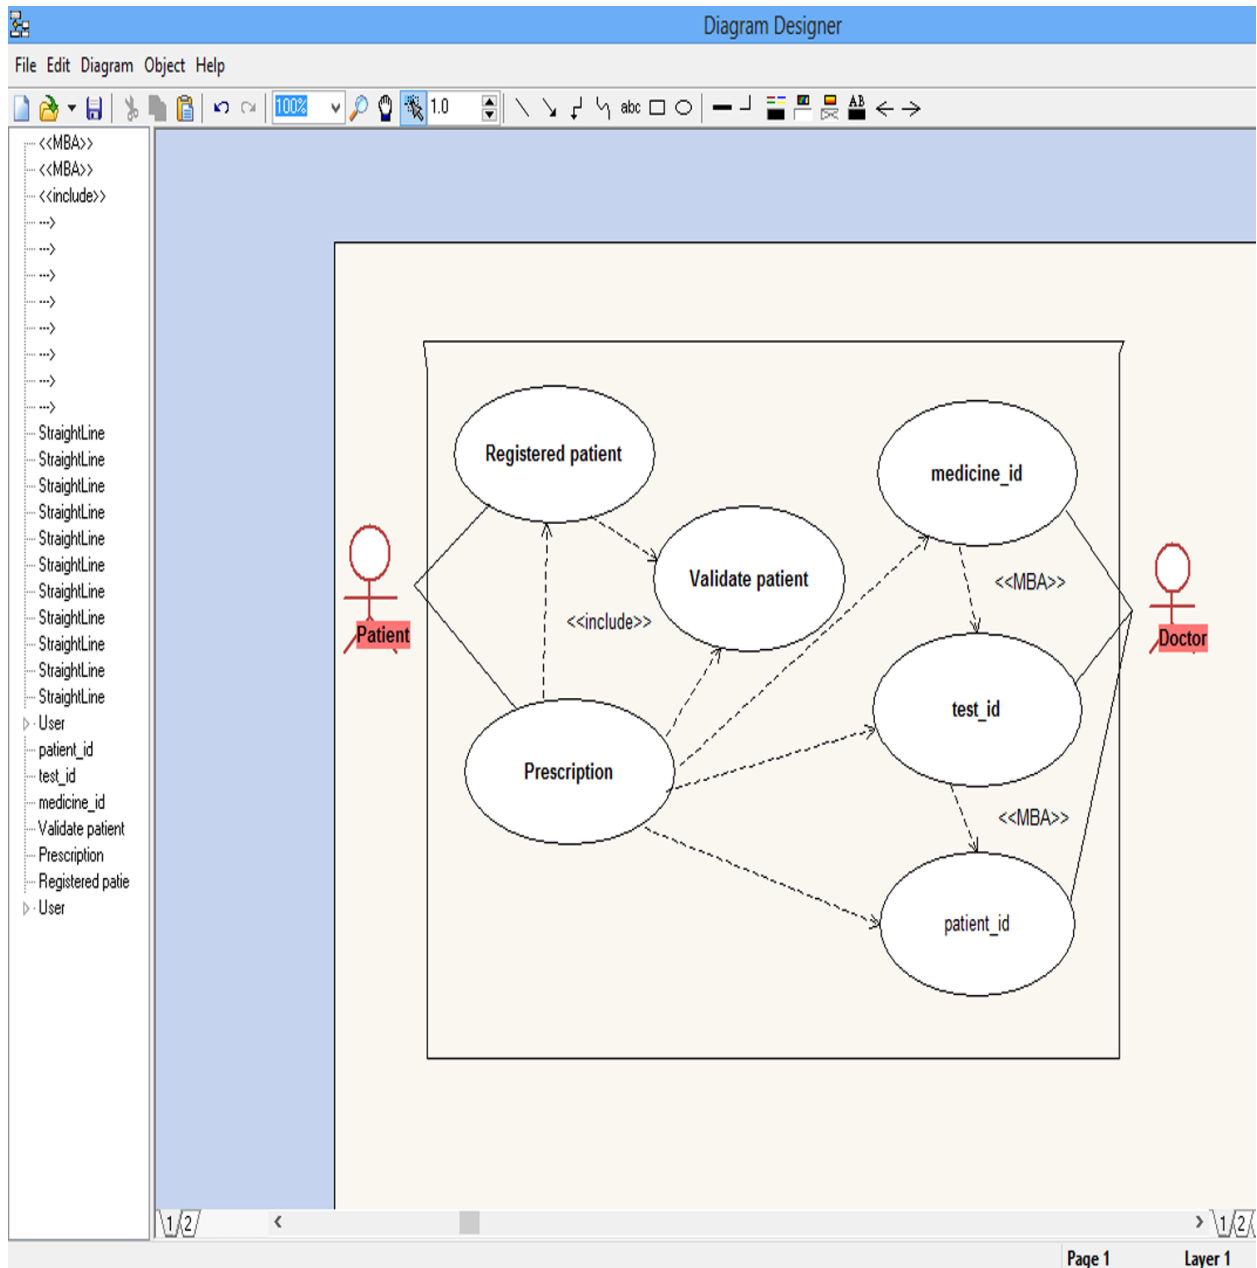 Diagram Designer
File Edit Diagram Object Help
100%
1.0
abc
AB
<<MBA>>
<<MBA>>
<<include>>
--->
--->
--->
--->
--->
--->
--->
--->
StraightLine
StraightLine
StraightLine
StraightLine
StraightLine
StraightLine
StraightLine
StraightLine
StraightLine
StraightLine
StraightLine
User
patient_id
test_id
medicine_id
Validate patient
Prescription
Registered patie
User
Registered patient
medicine_id
Validate patient
<<MBA>>
<<include>>
Patient
Doctor
test_id
Prescription
<<MBA>>
patient_id
1 2
1 2
Page 1 Layer 1